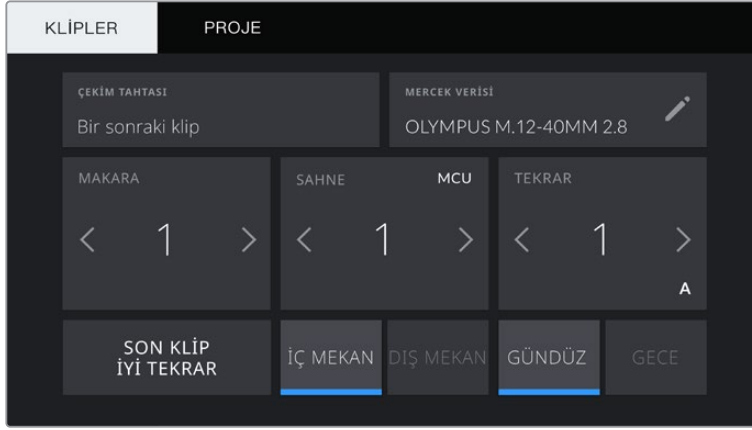 KLİPLER PROJE
ÇEKİM TAHTASI MERCEK VERİSİ
Bir sonraki klip OLYMPUS M.12-40MM 2.8
MAKARA SAHNE MCU TEKRAR
< 1 > < 1 > < 1 >
A
SON KLİP
İYİ TEKRAR
İÇ MEKAN DIŞ MEKAN GÜNDÜZ GECE